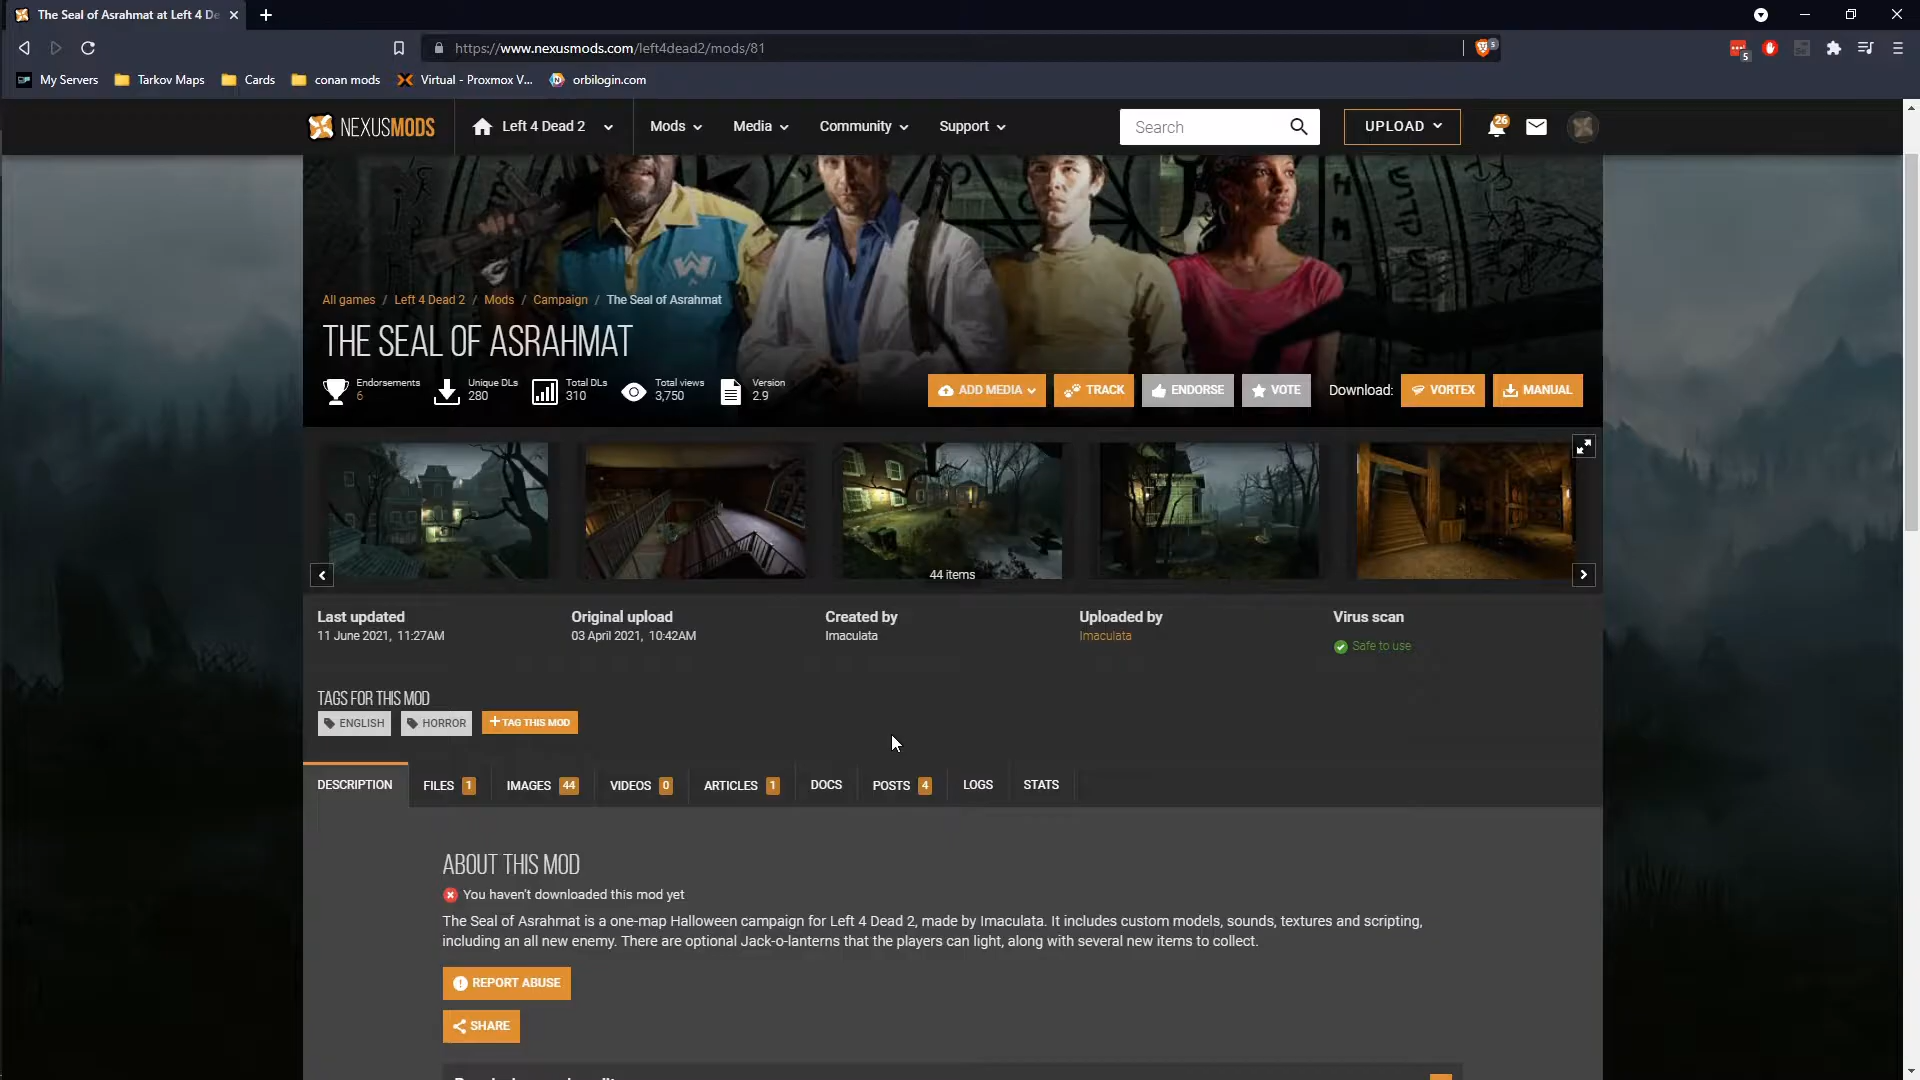 The Seal of Asrahmat at Left 4 De
https://www.nexusmods.com/left4dead2/mods/81
5
5
My Servers Tarkov Maps Cards conan mods Virtual - Proxmox V... orbilogin.com
NEXUSMODS Left 4 Dead 2 Mods Media Community Support Search UPLOAD 26
W
All games / Left 4 Dead 2 / Mods / Campaign / The Seal of Asrahmat
THE SEAL OF ASRAHMAT
Endorsements Unique DLs Total DLs Total views Version
6 280 310 3,750 2.9
ADD MEDIA TRACK ENDORSE VOTE Download: VORTEX MANUAL
44 items
Last updated Original upload Created by Uploaded by Virus scan
11 June 2021, 11:27AM 03 April 2021, 10:42AM Imaculata Imaculata Safe to use
TAGS FOR THIS MOD
ENGLISH HORROR + TAG THIS MOD
DESCRIPTION FILES 1 IMAGES 44 VIDEOS 0 ARTICLES 1 DOCS POSTS 4 LOGS STATS
ABOUT THIS MOD
You haven't downloaded this mod yet
The Seal of Asrahmat is a one-map Halloween campaign for Left 4 Dead 2, made by Imaculata. It includes custom models, sounds, textures and scripting,
including an all new enemy. There are optional Jack-o-lanterns that the players can light, along with several new items to collect.
REPORT ABUSE
SHARE